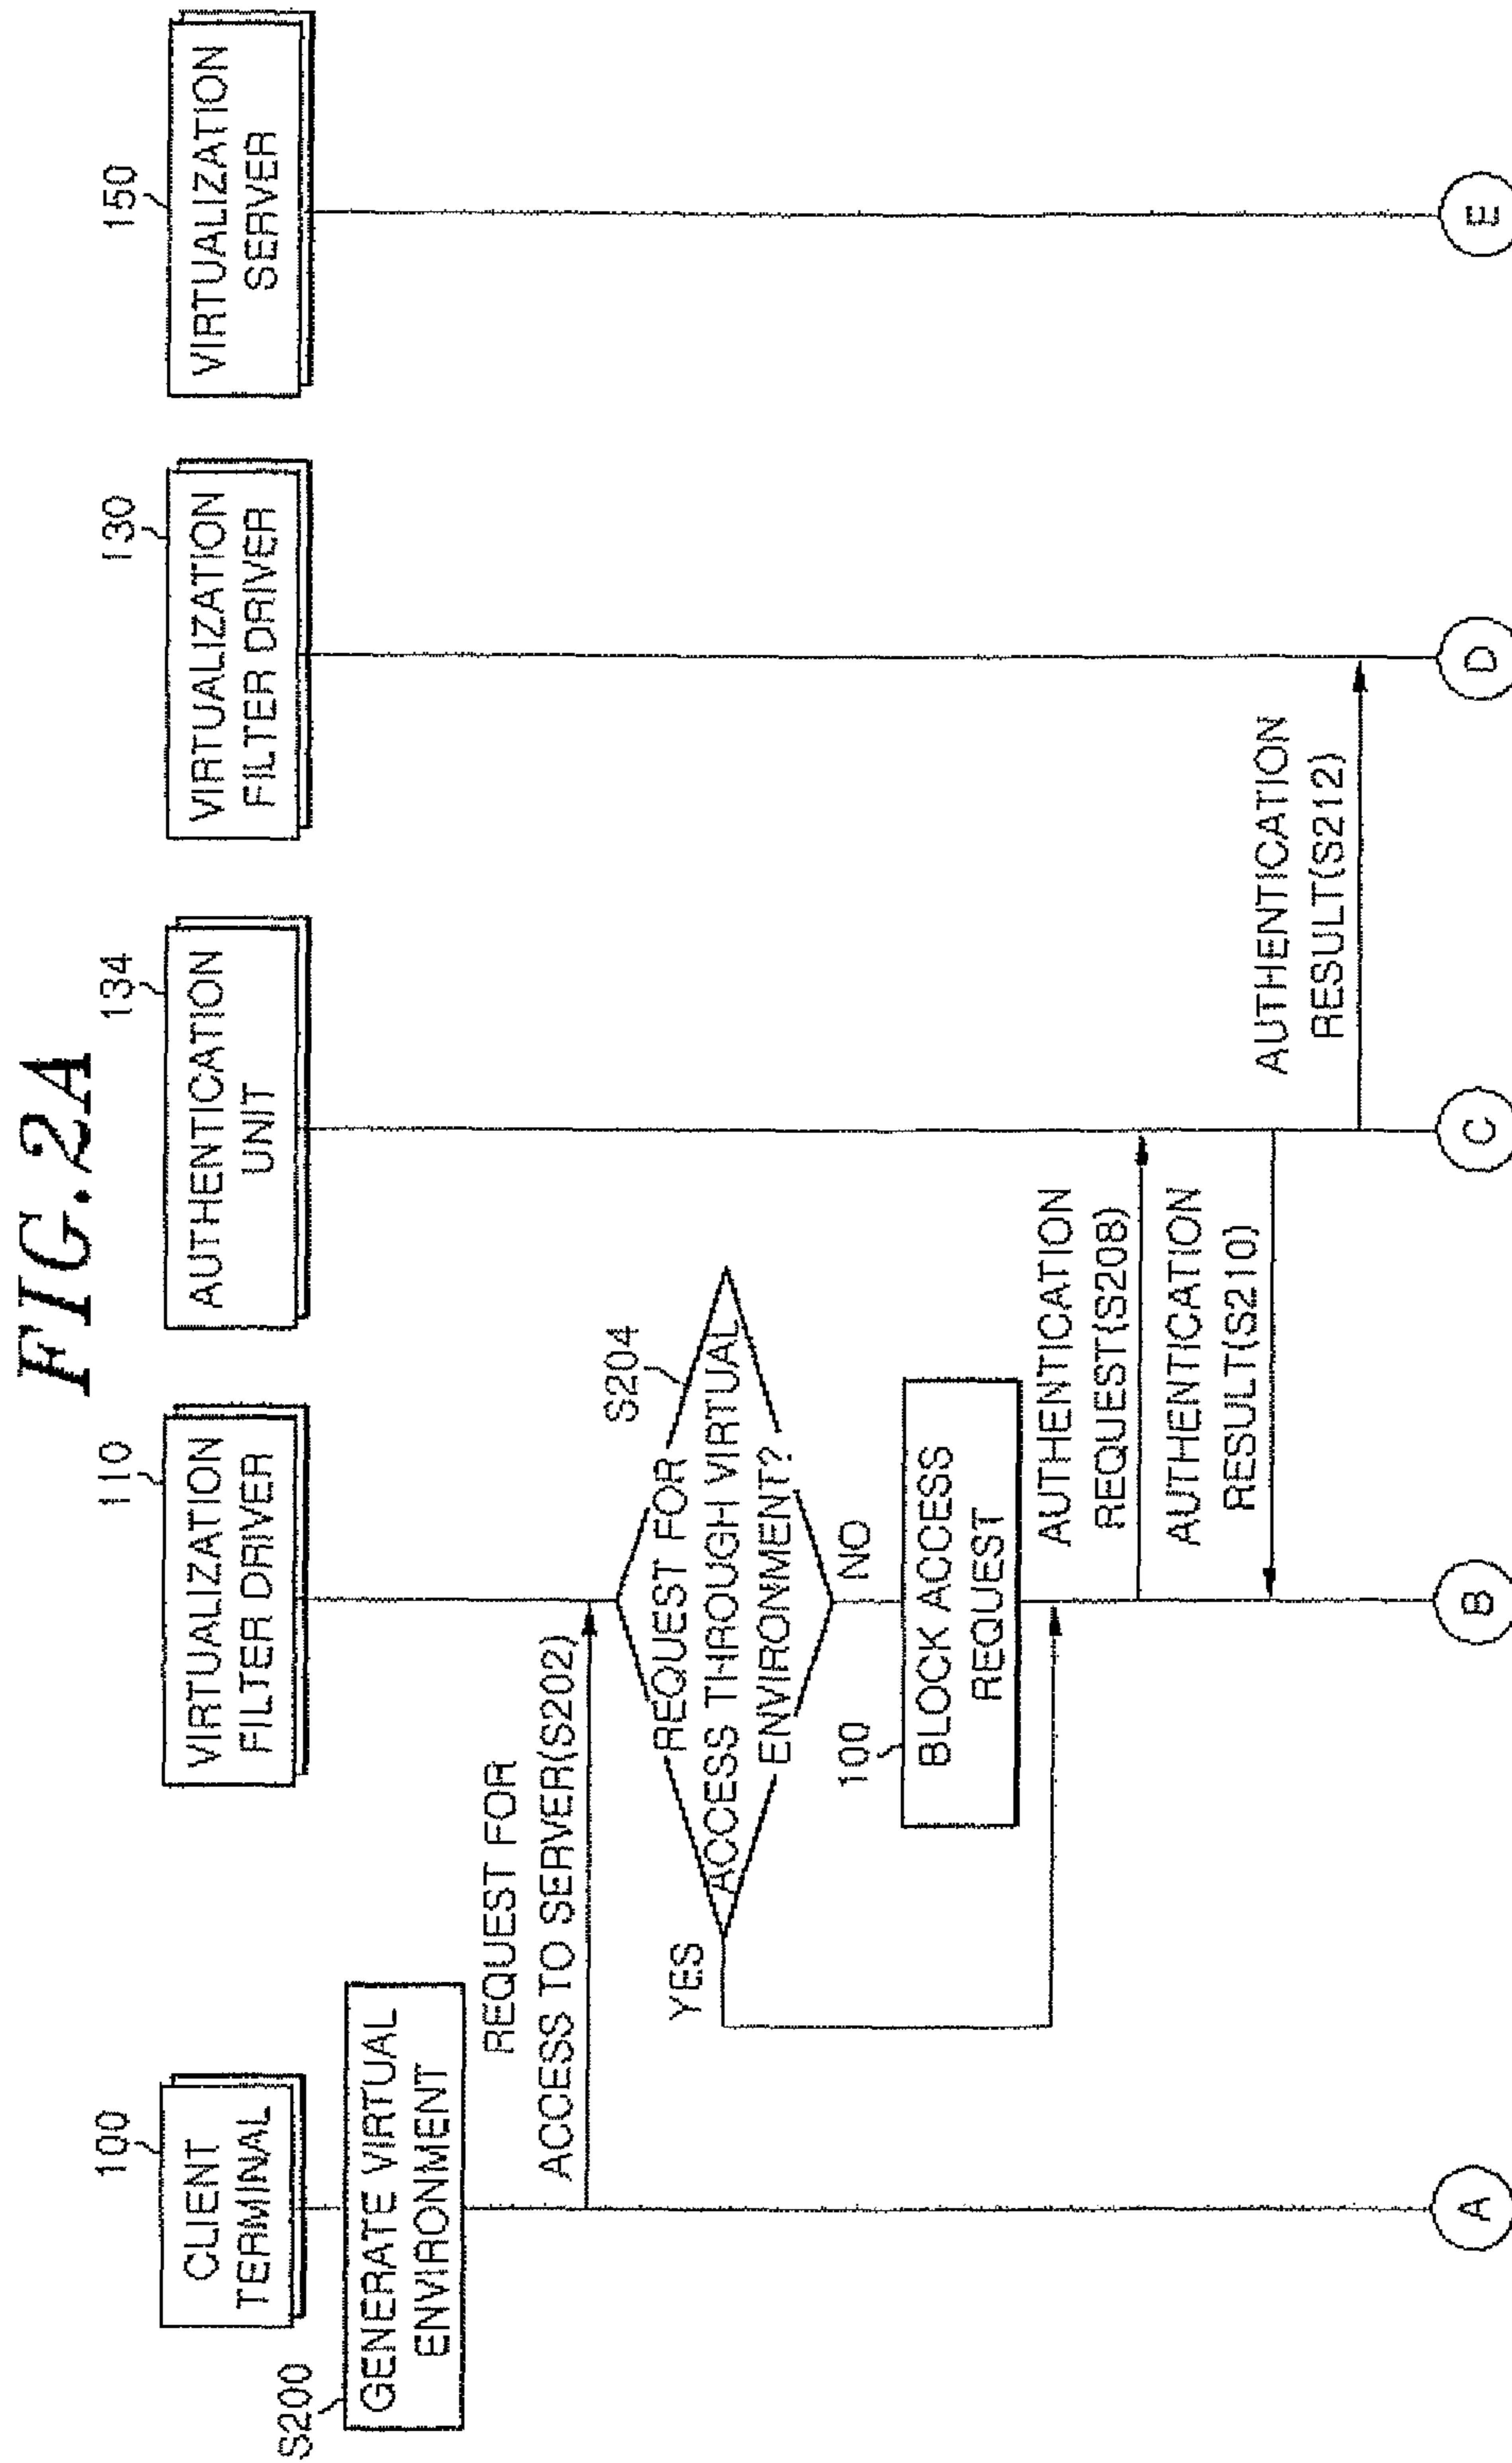 FIG. 2A
100
CLIENT
TERMINAL
110
VIRTUALIZATION
FILTER DRIVER
134
AUTHENTICATION
UNIT
130
VIRTUALIZATION
FILTER DRIVER
150
VIRTUALIZATION
SERVER
S200
GENERATE VIRTUAL
ENVIRONMENT
REQUEST FOR
ACCESS TO SERVER(S202)
S204
REQUEST FOR
ACCESS THROUGH VIRTUAL
ENVIRONMENT?
YES
NO
100
BLOCK ACCESS
REQUEST
AUTHENTICATION
REQUEST(S208)
AUTHENTICATION
RESULT(S210)
AUTHENTICATION
RESULT(S212)
A
B
C
D
E